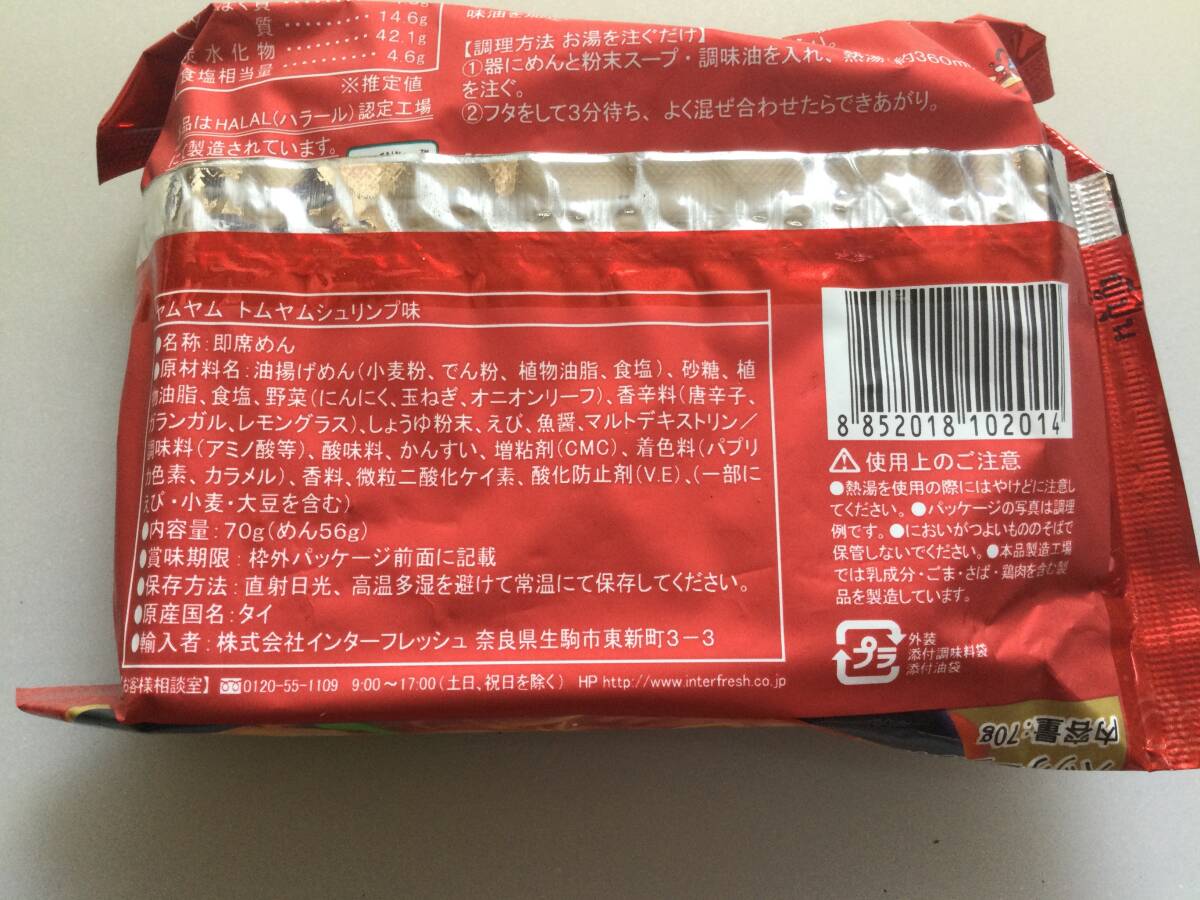 質
14.6g
炭水化物 42.1g
食塩相当量 4.6g
※推定値
品はHALAL(ハラール)認定工場
製造されています。
【調理方法 お湯を注ぐだけ】
①器にめんと粉末スープ・調味油を入れ、熱湯 約360m
を注ぐ。
②フタをして3分待ち、よく混ぜ合わせたらできあがり。
ヤムヤム トムヤムシュリンプ味
●名称:即席めん
●原材料名:油揚げめん(小麦粉、でん粉、植物油脂、食塩)、砂糖、植
物油脂、食塩、野菜(にんにく、玉ねぎ、オニオンリーフ)、香辛料(唐辛子、
ガランガル、レモングラス)、しょうゆ粉末、えび、魚醤、マルトデキストリン／
調味料(アミノ酸等)、酸味料、かんすい、増粘剤(CMC)、着色料(パプリ
カ色素、カラメル)、香料、微粒二酸化ケイ素、酸化防止剤(V.E)、(一部に
えび・小麦・大豆を含む)
●内容量:70g(めん56g)
●賞味期限:枠外パッケージ前面に記載
●保存方法:直射日光、高温多湿を避けて常温にて保存してください。
●原産国名:タイ
●輸入者:株式会社インターフレッシュ 奈良県生駒市東新町3－3
【お客様相談室】 0120-55-1109 9:00～17:00(土日、祝日を除く) HP http://www.interfresh.co.jp
8 852018 102014
⚠使用上のご注意
●熱湯を使用の際にはやけどに注意し
てください。●パッケージの写真は調理
例です。●においがつよいもののそばで
保管しないでください。●本品製造工場
では乳成分・ごま・さば・鶏肉を含む製
品を製造しています。
プラ
外装
添付調味料袋
添付油袋
内容量:70g